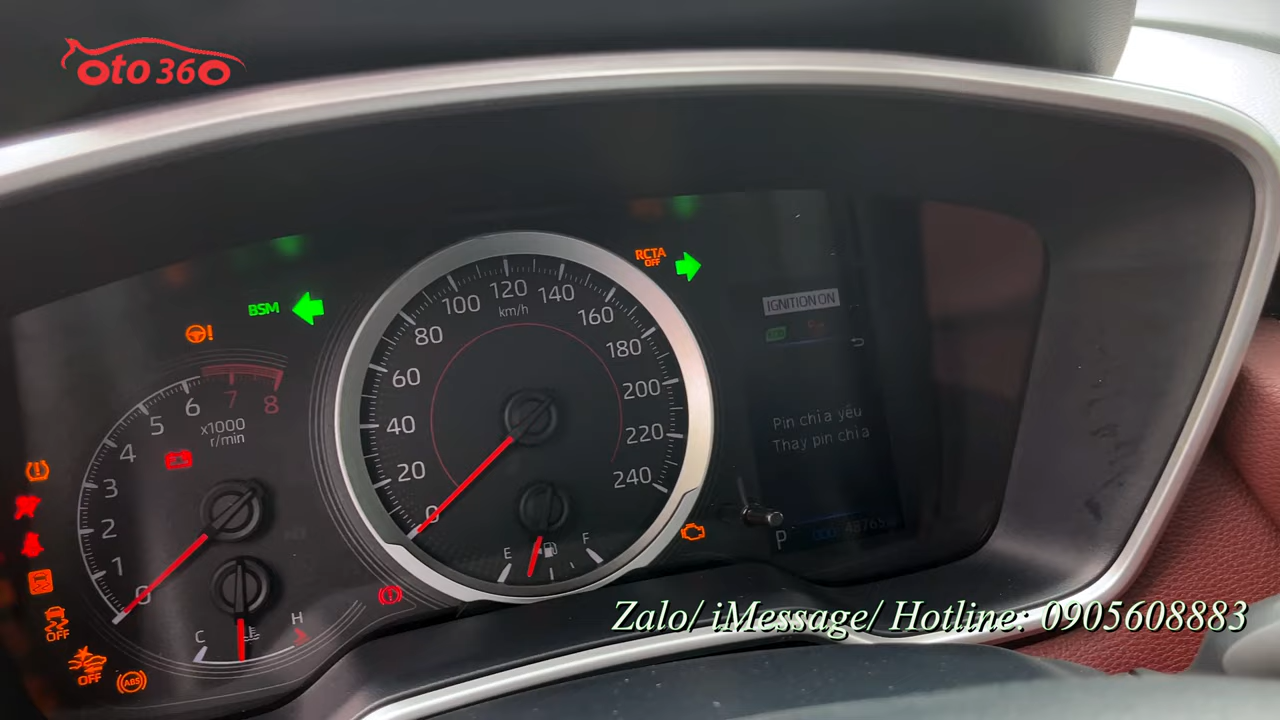 oto360
RCTA
OFF
BSM
IGNITION ON
0 20 40 60 80 100 120 140 160 180 200 220 240
km/h
0 1 2 3 4 5 6 7 8
x1000
r/min
Pin chìa yếu
Thay pin chìa
E F
C H
P
OFF
OFF
ABS
Zalo/ iMessage/ Hotline: 0905608883